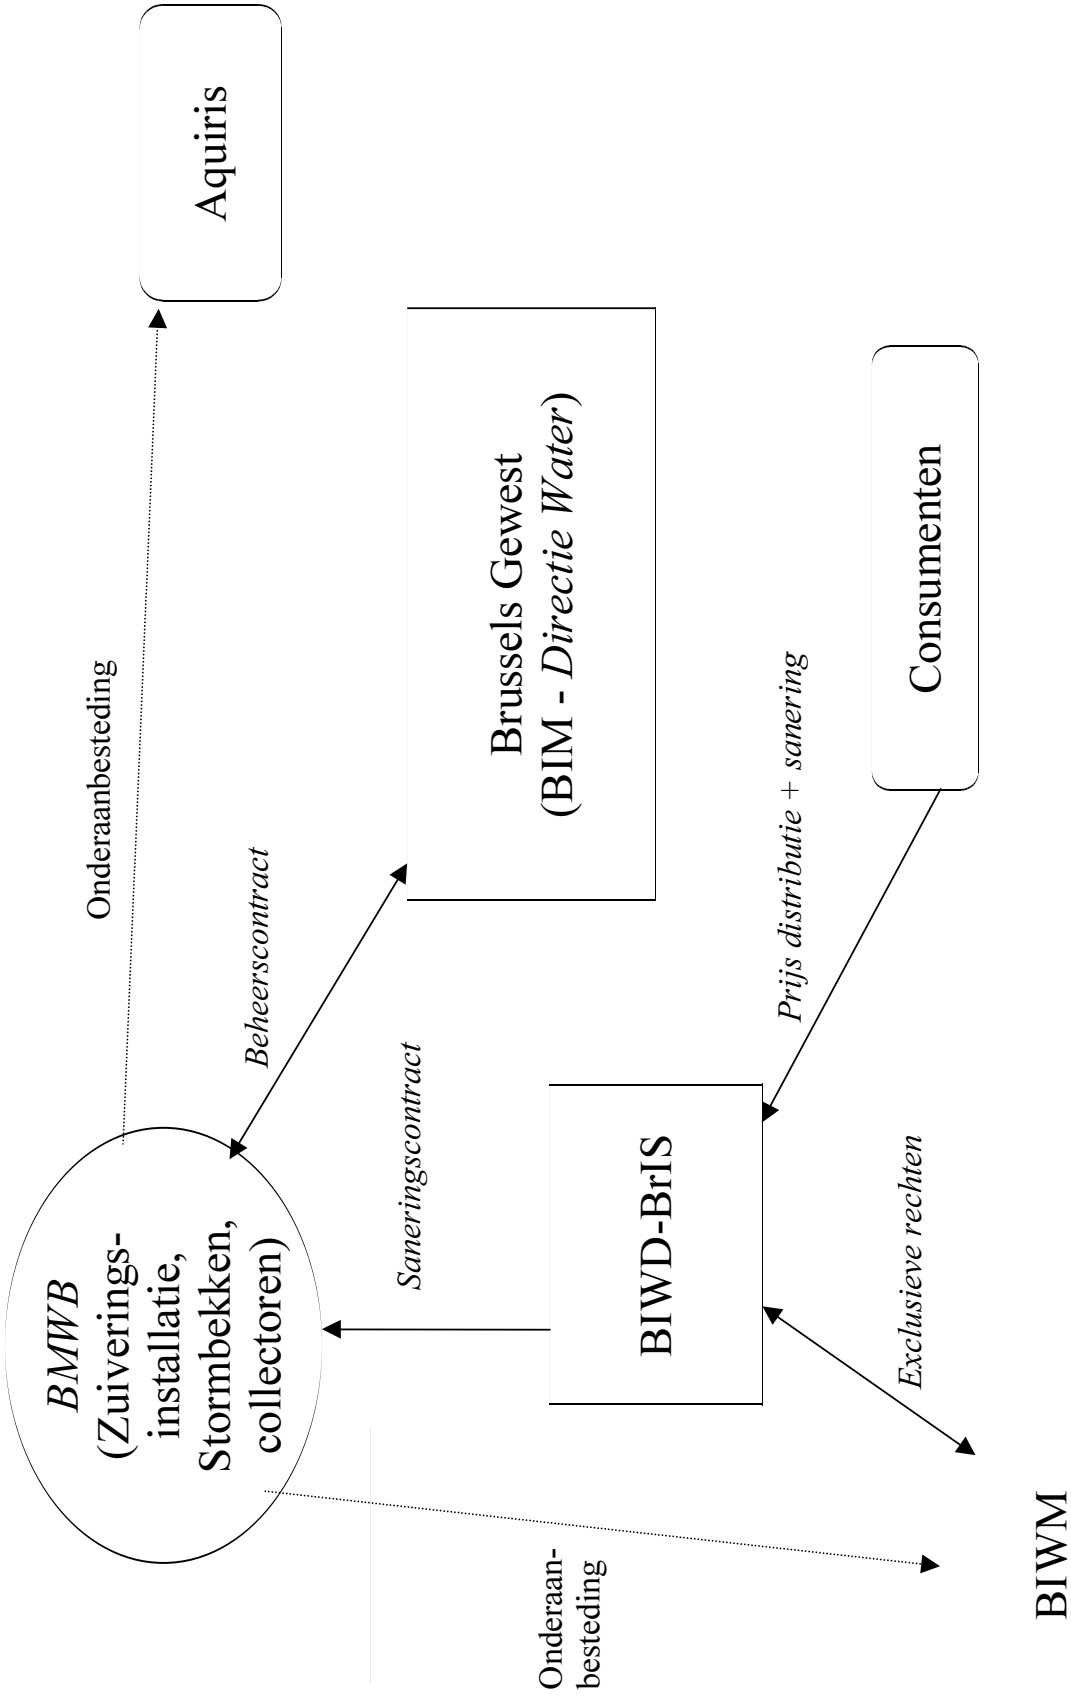 BMWB
(Zuiverings-
installatie,
Stormbekken,
collectoren)
Onderaanbesteding
Aquiris
Beheerscontract
Brussels Gewest
(BIM - Directie Water)
Saneringscontract
BIWD-BrIS
Prijs distributie + sanering
Consumenten
Onderaan-
besteding
Exclusieve rechten
BIWM